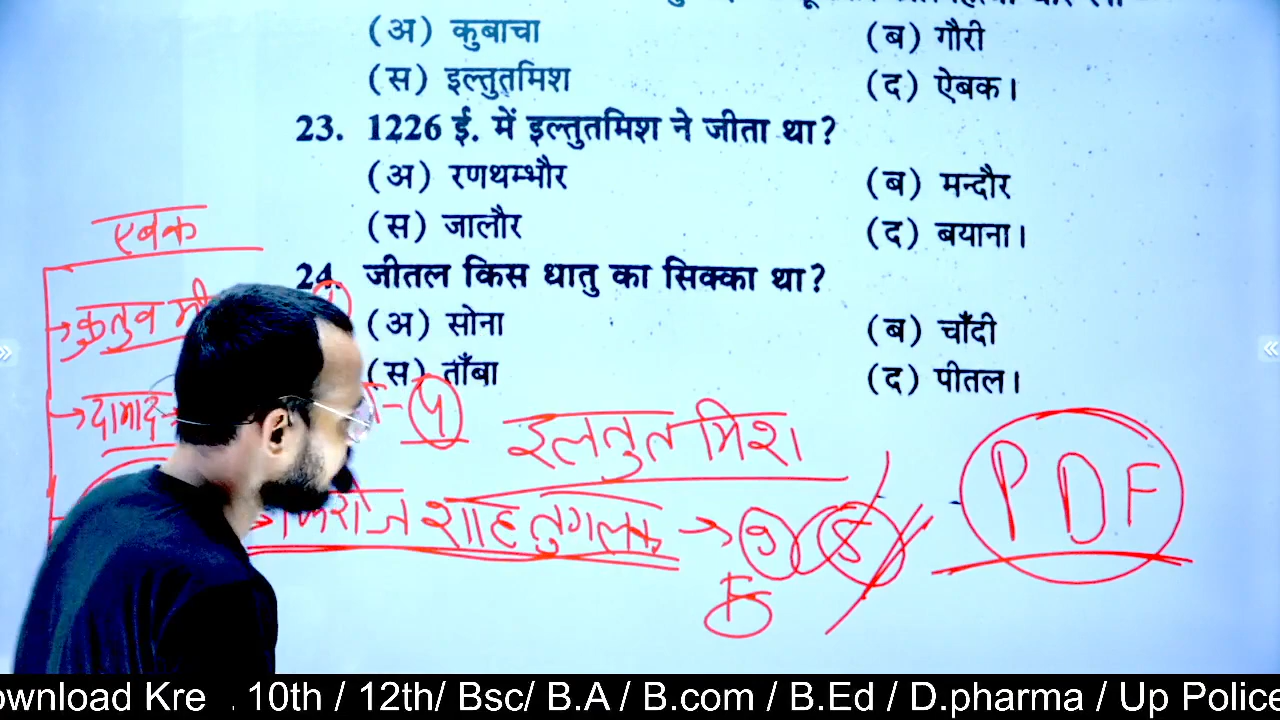 (अ) कुबाचा (ब) गौरी
(स) इल्तुतमिश (द) ऐबक।
23. 1226 ई. में इल्तुतमिश ने जीता था?
(अ) रणथम्भौर (ब) मन्दौर
(स) जालौर (द) बयाना।
एबक
24. जीतल किस धातु का सिक्का था?
→ कुतुब मी
(अ) सोना (ब) चाँदी
(स) ताँबा (द) पीतल।
→ दामाद
इलतुतमिश
शाह तुगलक →
PDF
ownload Kre . 10th / 12th/ Bsc/ B.A / B.com / B.Ed / D.pharma / Up Police